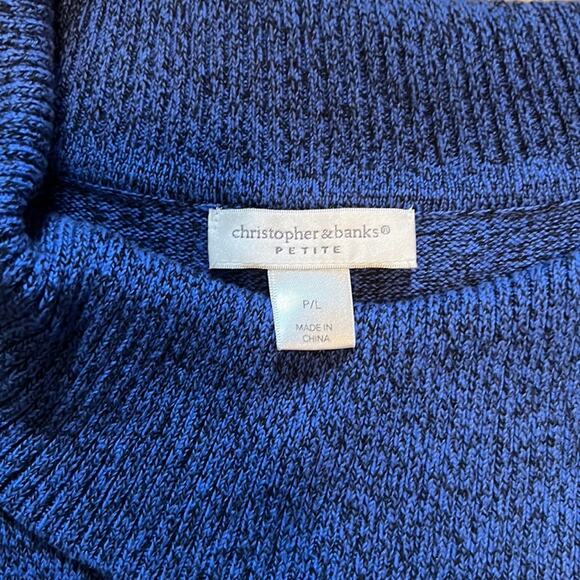 christopher&banks®
PETITE
P/L
MADE IN
CHINA